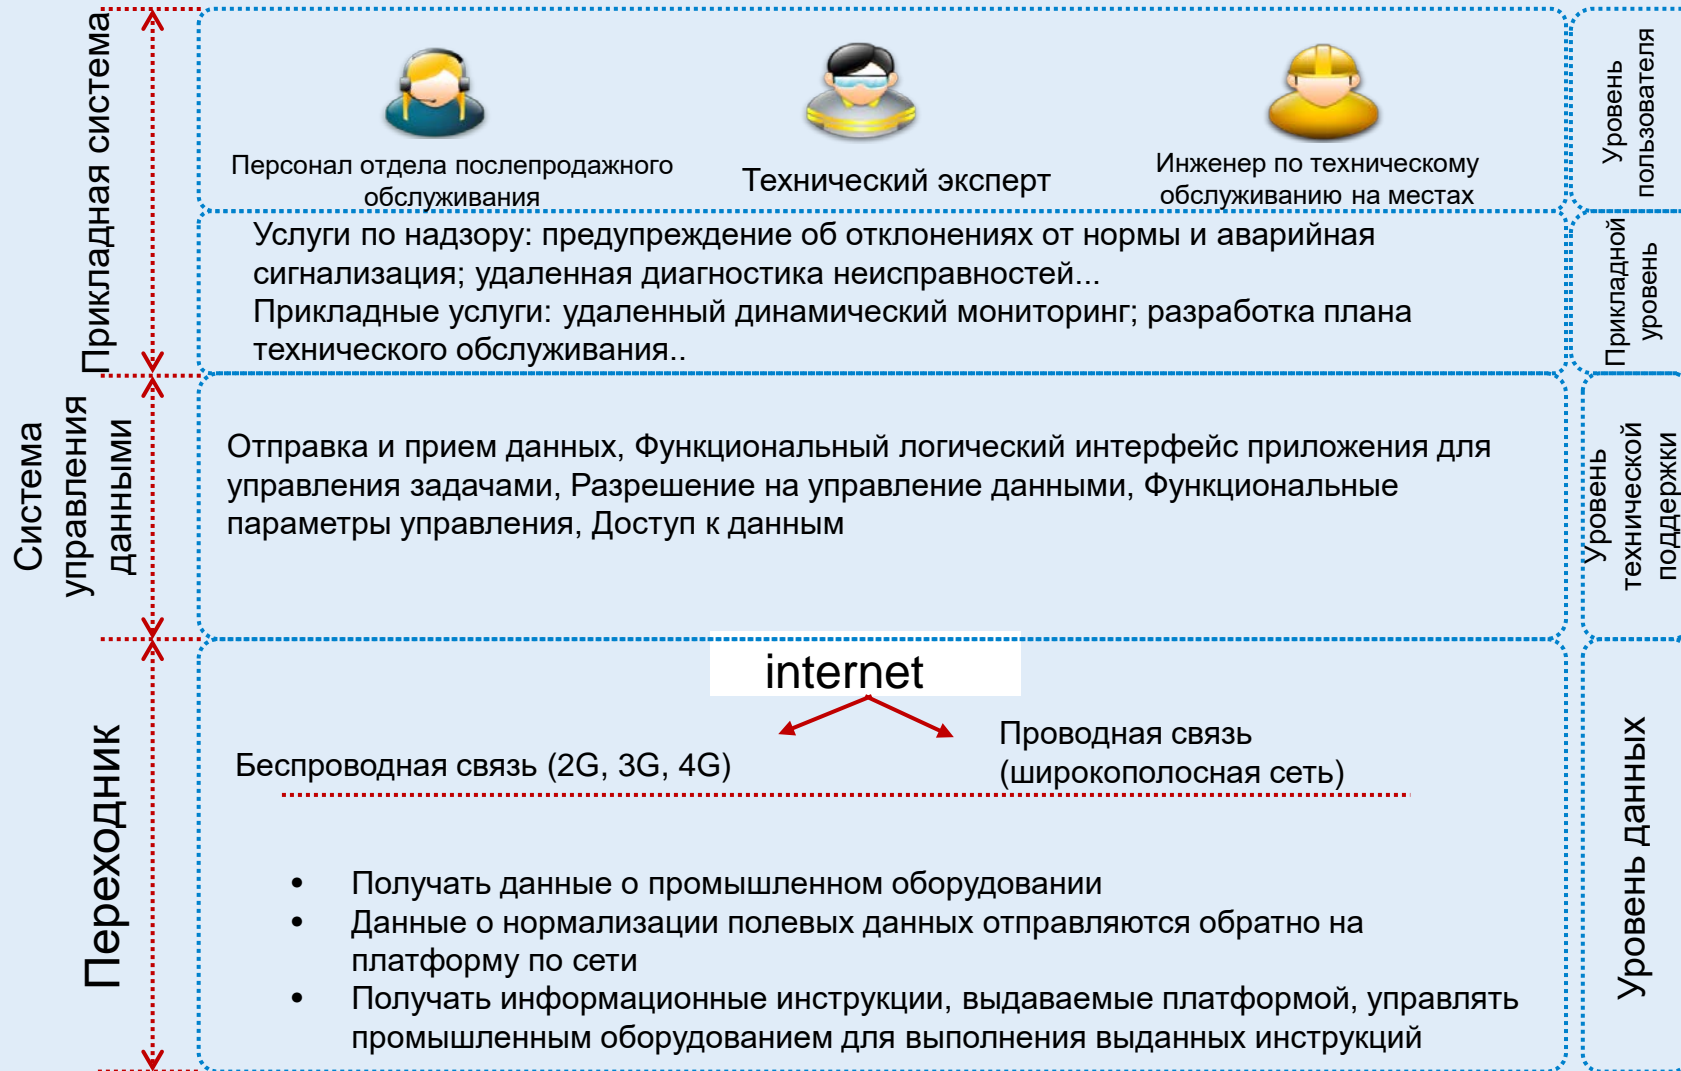 Прикладная система
Персонал отдела послепродажного
обслуживания
Технический эксперт
Инженер по техническому
обслуживанию на местах
Уровень
пользователя
Услуги по надзору: предупреждение об отклонениях от нормы и аварийная
сигнализация; удаленная диагностика неисправностей...
Прикладные услуги: удаленный динамический мониторинг; разработка плана
технического обслуживания..
Прикладной
уровень
Система
управления
данными
Отправка и прием данных, Функциональный логический интерфейс приложения для
управления задачами, Разрешение на управление данными, Функциональные
параметры управления, Доступ к данным
Уровень
технической
поддержки
Переходник
internet
Беспроводная связь (2G, 3G, 4G)
Проводная связь
(широкополосная сеть)
• Получать данные о промышленном оборудовании
• Данные о нормализации полевых данных отправляются обратно на
платформу по сети
• Получать информационные инструкции, выдаваемые платформой, управлять
промышленным оборудованием для выполнения выданных инструкций
Уровень данных